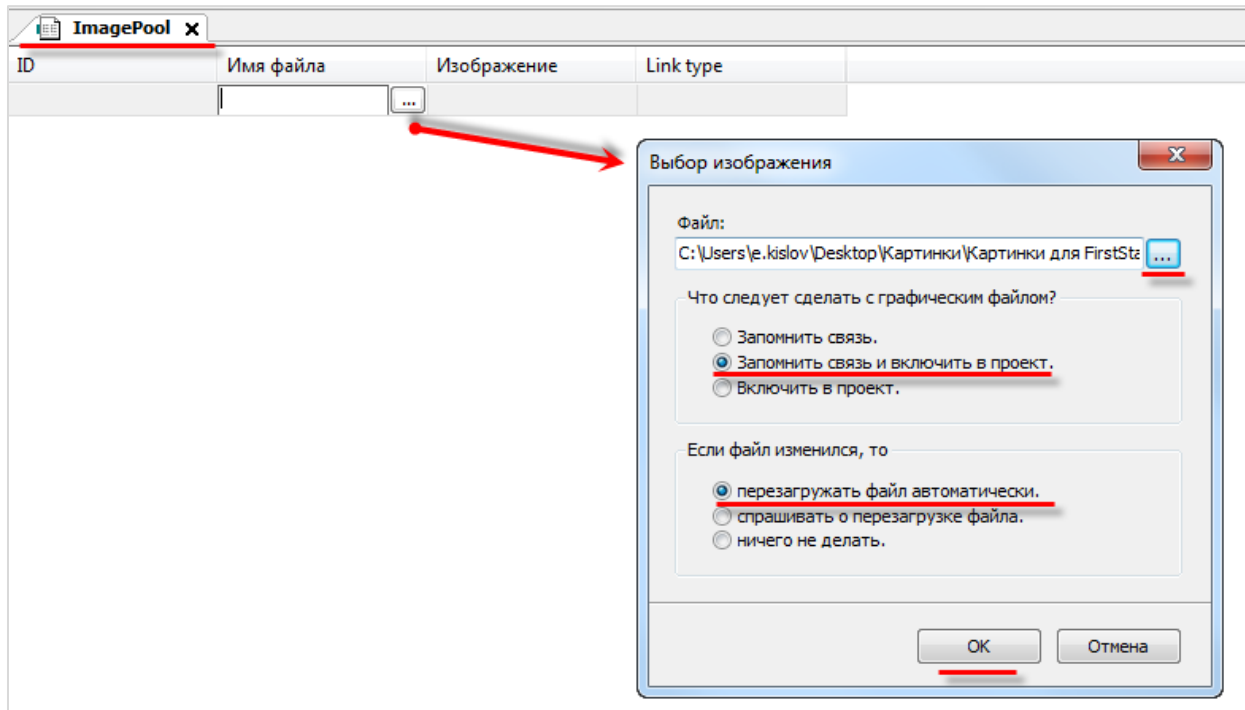 ImagePool x
ID Имя файла Изображение Link type
...
Выбор изображения
Файл:
C:\Users\e.kislov\Desktop\Картинки\Картинки для FirstSta ...
Что следует сделать с графическим файлом?
Запомнить связь.
Запомнить связь и включить в проект.
Включить в проект.
Если файл изменился, то
перезагружать файл автоматически.
спрашивать о перезагрузке файла.
ничего не делать.
OK Отмена